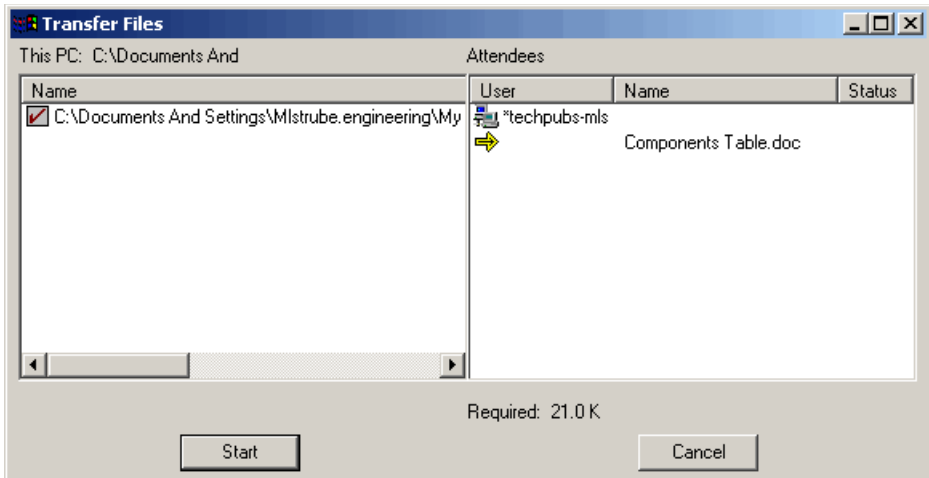 Transfer Files
This PC: C:\Documents And
Attendees
Name
User Name Status
C:\Documents And Settings\Mlstrube.engineering\My
*techpubs-mls
Components Table.doc
Required: 21.0 K
Start
Cancel